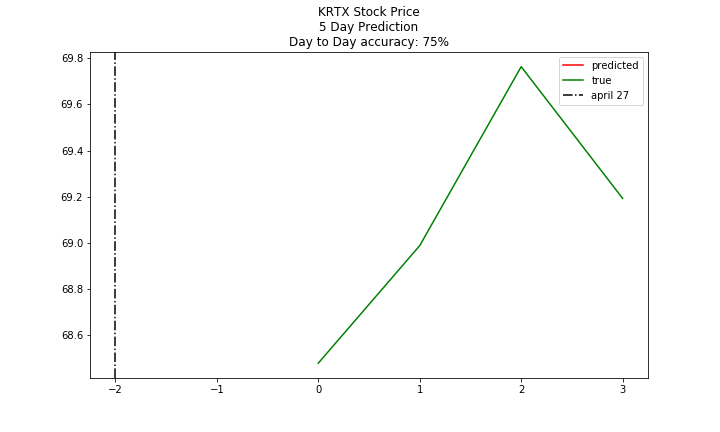 KRTX Stock Price
5 Day Prediction
Day to Day accuracy: 75%
69.8
69.6
69.4
69.2
69.0
68.8
68.6
predicted
true
april 27
−2
−1
0
1
2
3